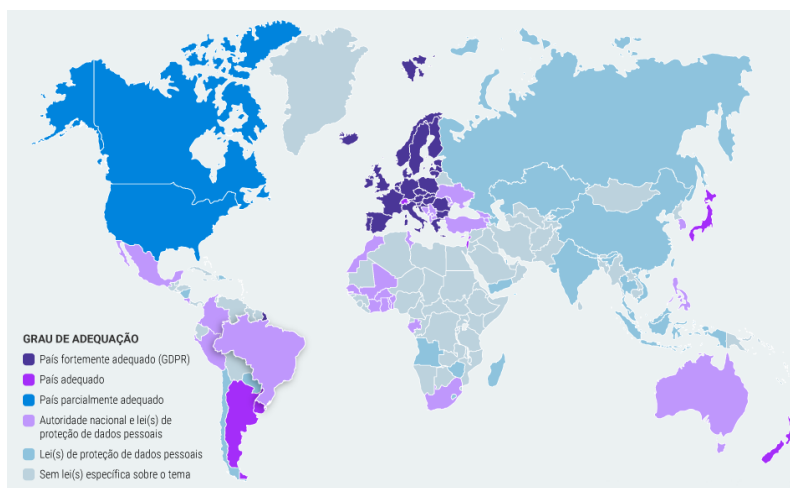 GRAU DE ADEQUAÇÃO
País fortemente adequado (GDPR)
País adequado
País parcialmente adequado
Autoridade nacional e lei(s) de
proteção de dados pessoais
Lei(s) de proteção de dados pessoais
Sem lei(s) específica sobre o tema